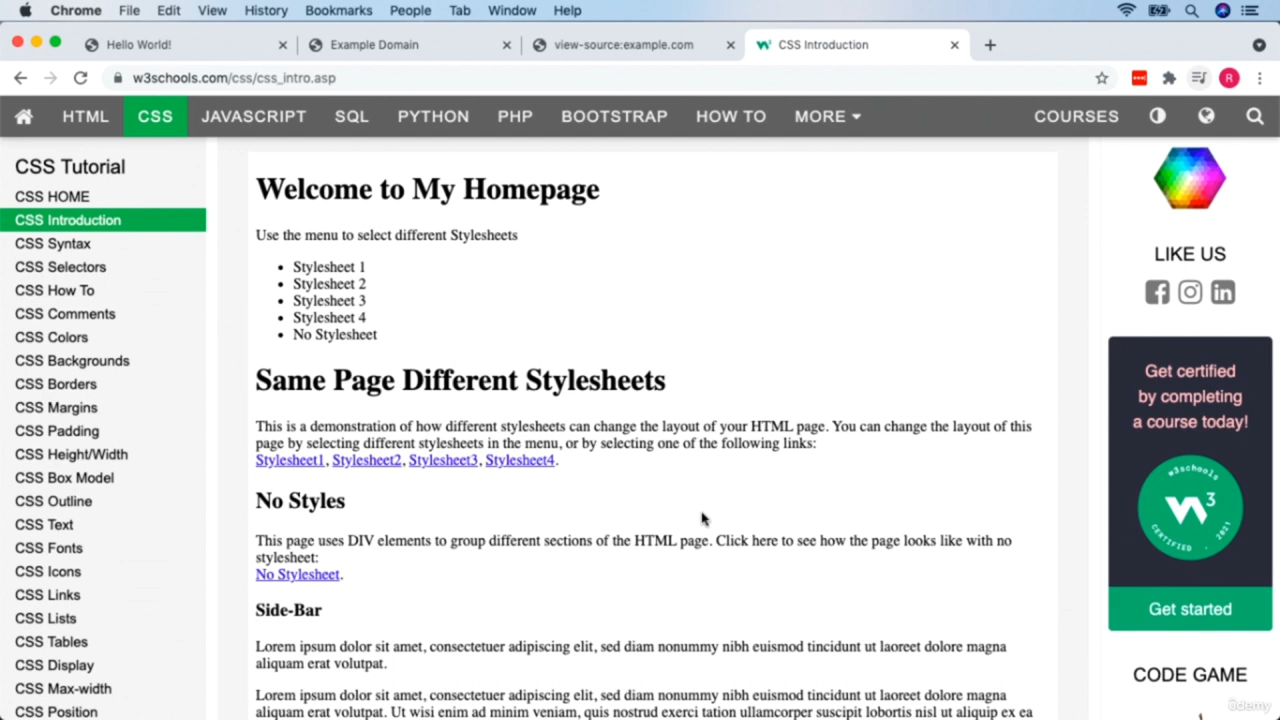 Chrome File Edit View History Bookmarks People Tab Window Help
Hello World! Example Domain view-source:example.com CSS Introduction
w3schools.com/css/css_intro.asp R
HTML CSS JAVASCRIPT SQL PYTHON PHP BOOTSTRAP HOW TO MORE COURSES
CSS Tutorial
CSS HOME
CSS Introduction
CSS Syntax
CSS Selectors
CSS How To
CSS Comments
CSS Colors
CSS Backgrounds
CSS Borders
CSS Margins
CSS Padding
CSS Height/Width
CSS Box Model
CSS Outline
CSS Text
CSS Fonts
CSS Icons
CSS Links
CSS Lists
CSS Tables
CSS Display
CSS Max-width
CSS Position
Welcome to My Homepage
Use the menu to select different Stylesheets
• Stylesheet 1
• Stylesheet 2
• Stylesheet 3
• Stylesheet 4
• No Stylesheet
Same Page Different Stylesheets
This is a demonstration of how different stylesheets can change the layout of your HTML page. You can change the layout of this
page by selecting different stylesheets in the menu, or by selecting one of the following links:
Stylesheet1, Stylesheet2, Stylesheet3, Stylesheet4.
No Styles
This page uses DIV elements to group different sections of the HTML page. Click here to see how the page looks like with no
stylesheet:
No Stylesheet.
Side-Bar
Lorem ipsum dolor sit amet, consectetuer adipiscing elit, sed diam nonummy nibh euismod tincidunt ut laoreet dolore magna
aliquam erat volutpat.
Lorem ipsum dolor sit amet, consectetuer adipiscing elit, sed diam nonummy nibh euismod tincidunt ut laoreet dolore magna
aliquam erat volutpat. Ut wisi enim ad minim veniam, quis nostrud exerci tation ullamcorper suscipit lobortis nisl ut aliquip ex ea
LIKE US
Get certified
by completing
a course today!
w3schools
W3
CERTIFIED . 2021
Get started
CODE GAME
ûdemy